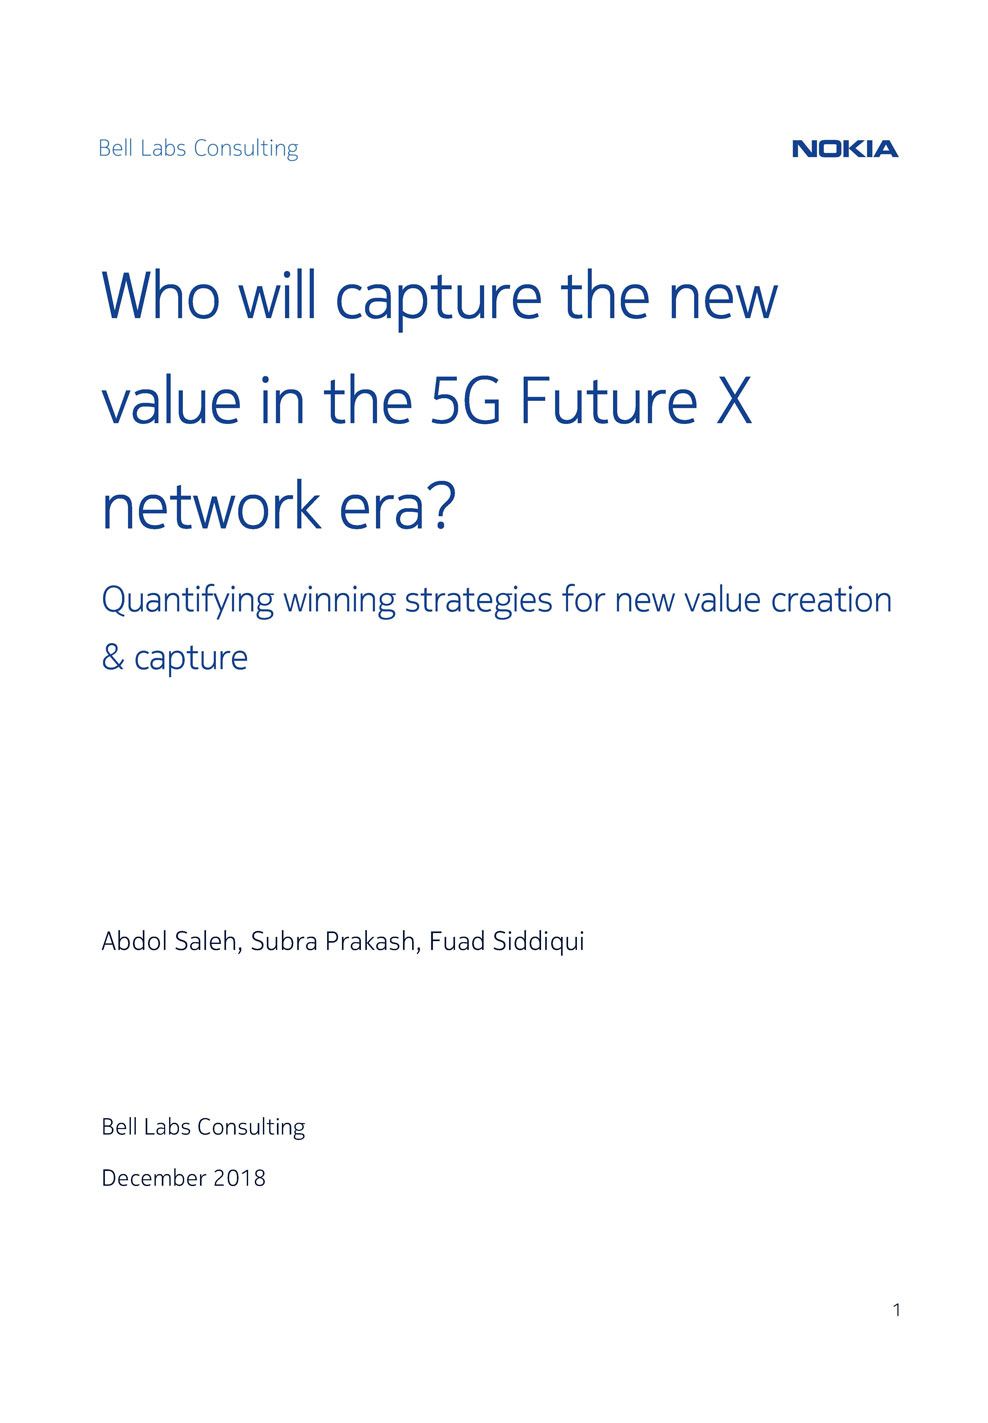 Bell Labs Consulting
NOKIA
Who will capture the new
value in the 5G Future X
network era?
Quantifying winning strategies for new value creation
& capture
Abdol Saleh, Subra Prakash, Fuad Siddiqui
Bell Labs Consulting
December 2018
1